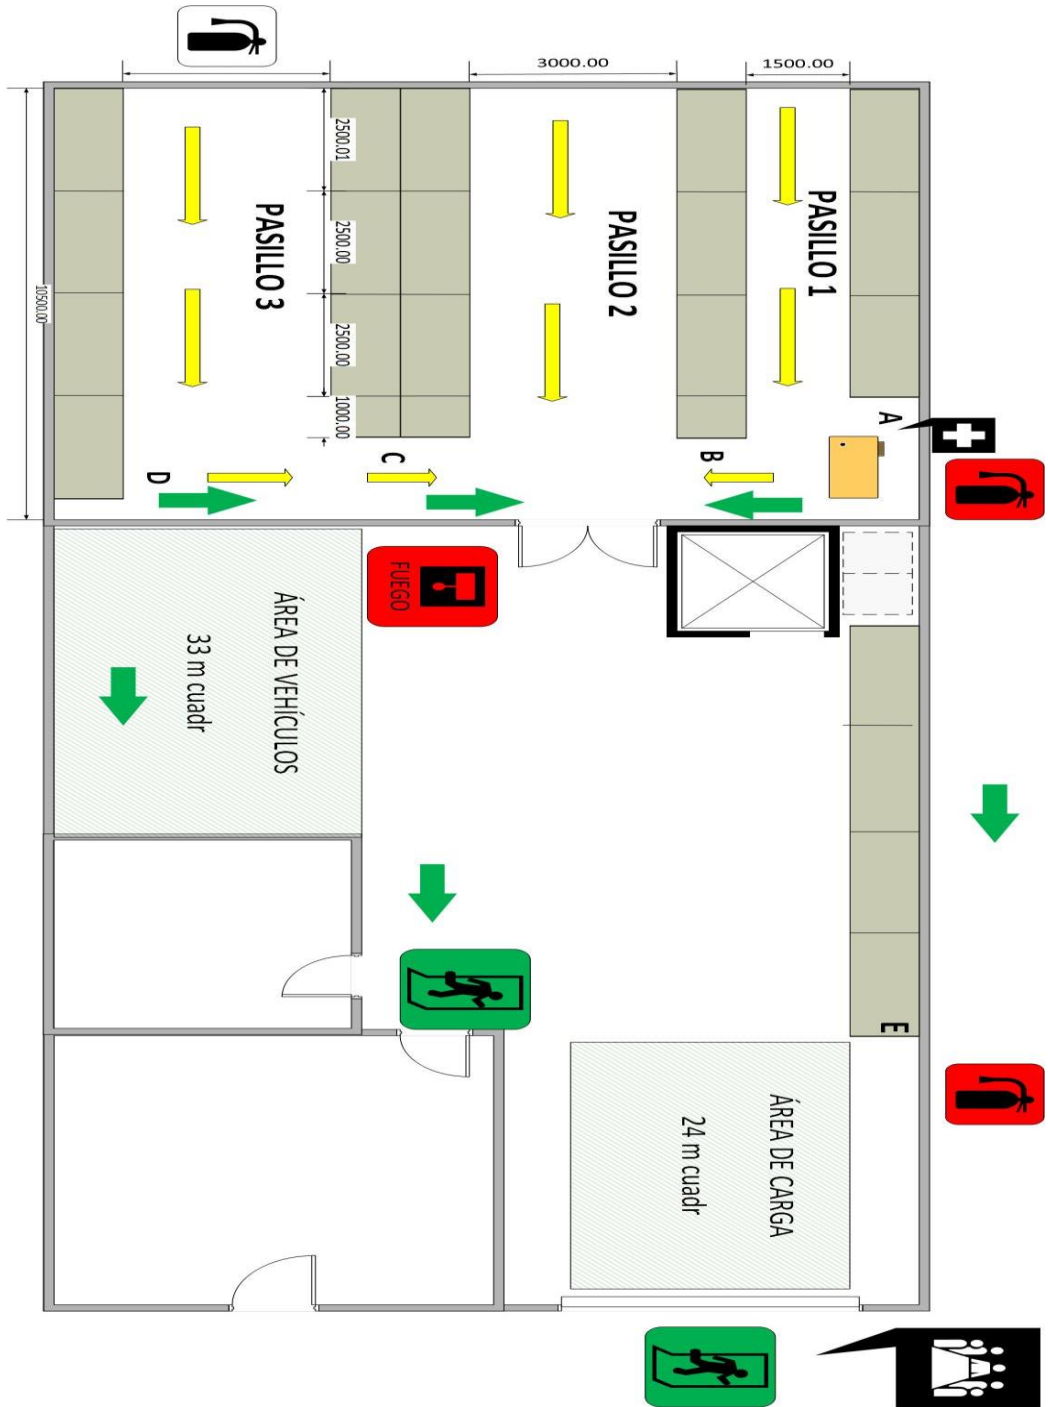 3000.00
1500.00
2500.01
2500.00
2500.00
1000.00
10500.00
PASILLO 3
PASILLO 2
PASILLO 1
A
B
C
D
FUEGO
ÁREA DE VEHÍCULOS
33 m cuadr
E
ÁREA DE CARGA
24 m cuadr